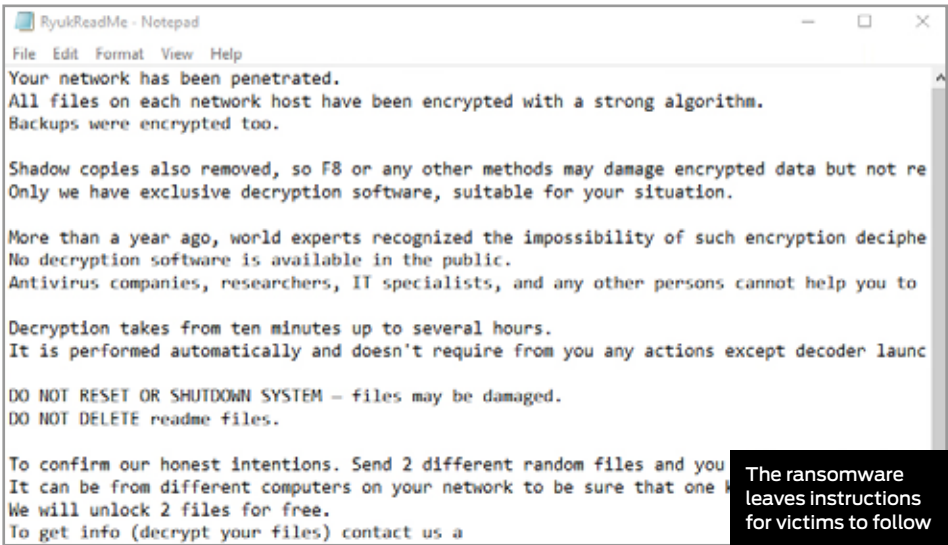 RyukReadMe - Notepad
File Edit Format View Help
Your network has been penetrated.
All files on each network host have been encrypted with a strong algorithm.
Backups were encrypted too.
Shadow copies also removed, so F8 or any other methods may damage encrypted data but not re
Only we have exclusive decryption software, suitable for your situation.
More than a year ago, world experts recognized the impossibility of such encryption deciphe
No decryption software is available in the public.
Antivirus companies, researchers, IT specialists, and any other persons cannot help you to
Decryption takes from ten minutes up to several hours.
It is performed automatically and doesn't require from you any actions except decoder launc
DO NOT RESET OR SHUTDOWN SYSTEM – files may be damaged.
DO NOT DELETE readme files.
To confirm our honest intentions. Send 2 different random files and you
It can be from different computers on your network to be sure that one k
We will unlock 2 files for free.
To get info (decrypt your files) contact us a
The ransomware
leaves instructions
for victims to follow